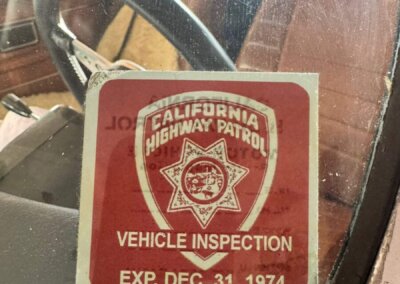 CALIFORNIA
HIGHWAY PATROL
VEHICLE INSPECTION
EXP. DEC. 31, 1974